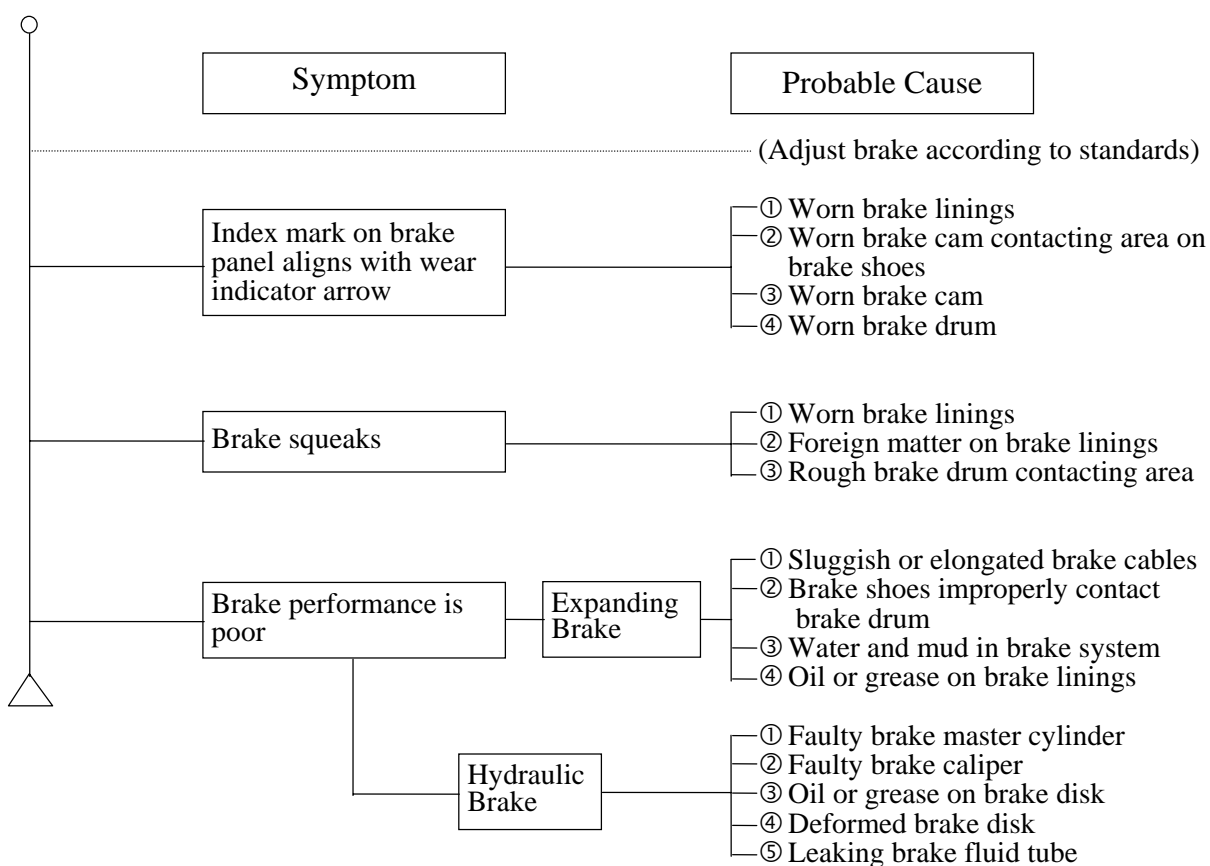 Symptom
Probable Cause
(Adjust brake according to standards)
Index mark on brake
panel aligns with wear
indicator arrow
① Worn brake linings
② Worn brake cam contacting area on
brake shoes
③ Worn brake cam
④ Worn brake drum
Brake squeaks
① Worn brake linings
② Foreign matter on brake linings
③ Rough brake drum contacting area
Brake performance is
poor
Expanding
Brake
① Sluggish or elongated brake cables
② Brake shoes improperly contact
brake drum
③ Water and mud in brake system
④ Oil or grease on brake linings
Hydraulic
Brake
① Faulty brake master cylinder
② Faulty brake caliper
③ Oil or grease on brake disk
④ Deformed brake disk
⑤ Leaking brake fluid tube